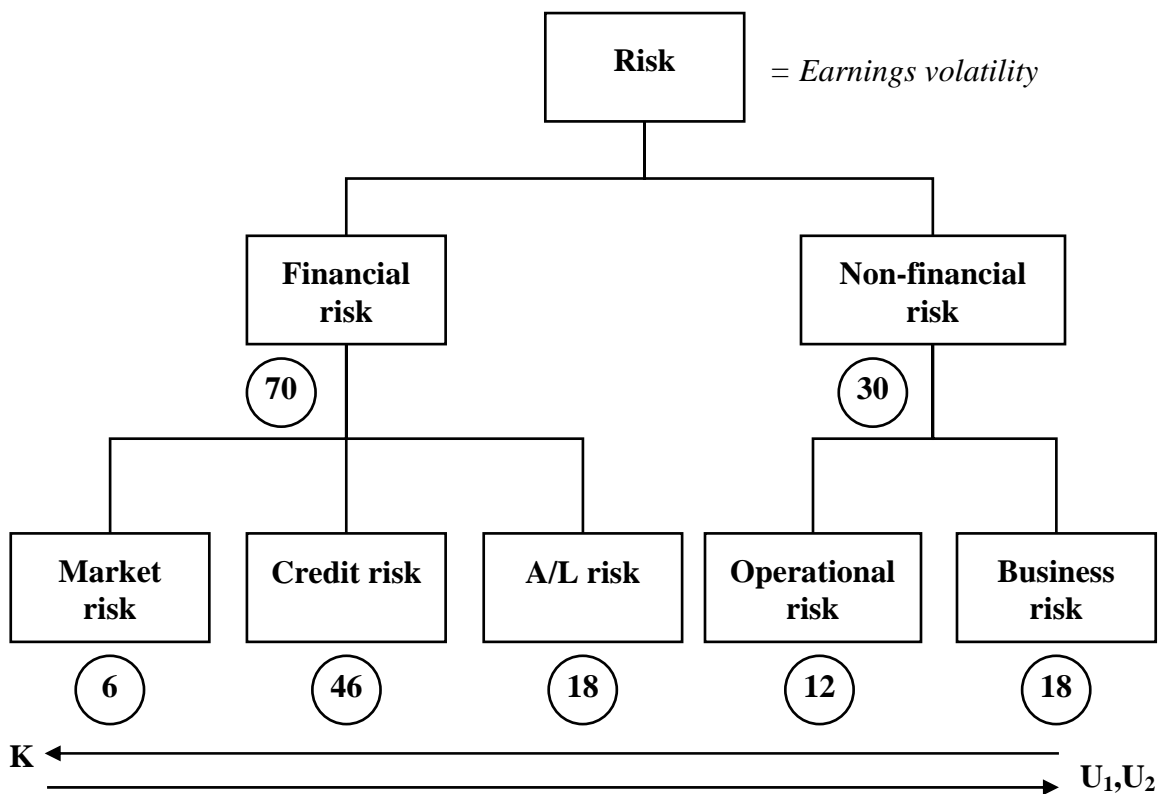 Risk
= Earnings volatility
Financial
risk
Non-financial
risk
70
30
Market
risk
Credit risk
A/L risk
Operational
risk
Business
risk
6
46
18
12
18
K
U₁,U₂